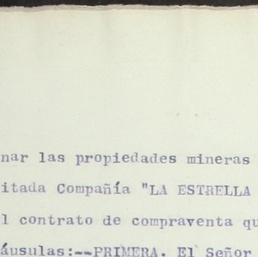 nar las propiedades mineras
itada Compañía "LA ESTRELLA
l contrato de compraventa qu
áusulas:--PRIMERA. El Señor